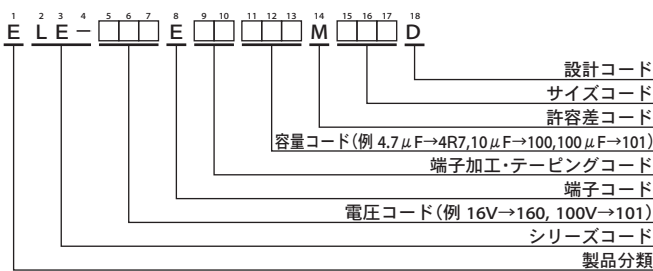 1 2 3 4 5 6 7 8 9 10 11 12 13 14 15 16 17 18
E L E - □□□ E □□ □□□ M □□□ D
設計コード
サイズコード
許容差コード
容量コード(例 4.7μF→4R7,10μF→100,100μF→101)
端子加工・テーピングコード
端子コード
電圧コード(例 16V→160, 100V→101)
シリーズコード
製品分類